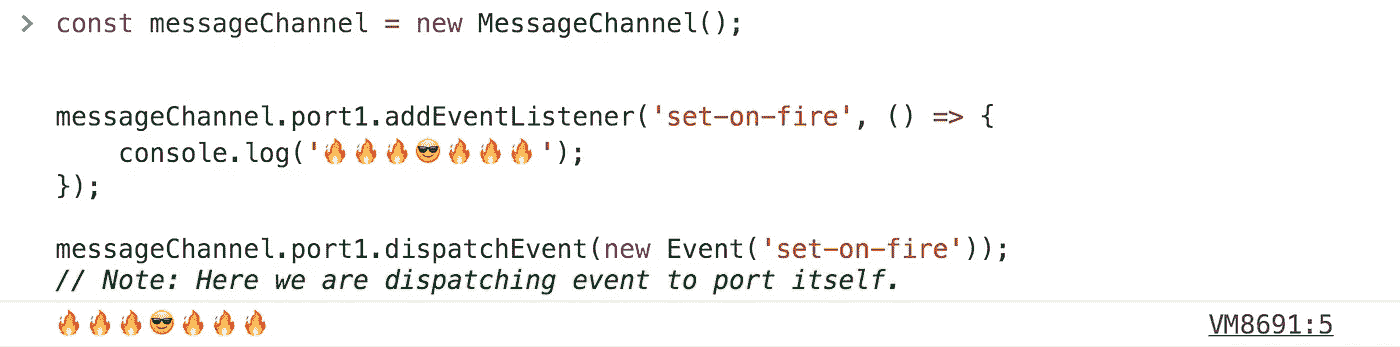 > const messageChannel = new MessageChannel();
messageChannel.port1.addEventListener('set-on-fire', () => {
console.log('🔥🔥🔥😎🔥🔥🔥');
});
messageChannel.port1.dispatchEvent(new Event('set-on-fire'));
// Note: Here we are dispatching event to port itself.
🔥🔥🔥😎🔥🔥🔥 VM8691:5